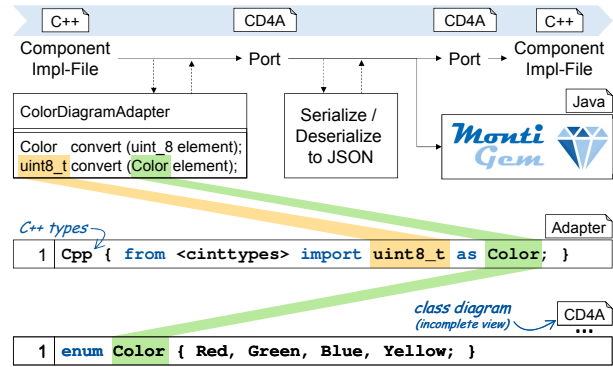 C++ CD4A CD4A C++
Component Impl-File Port Port Component Impl-File
ColorDiagramAdapter
Color convert (uint_8 element);
uint8_t convert (Color element);
Serialize /
Deserialize
to JSON
Java
Monti
Gem
C++ types
Adapter
1 Cpp { from <cinttypes> import uint8_t as Color; }
class diagram
(incomplete view)
CD4A
...
1 enum Color { Red, Green, Blue, Yellow; }